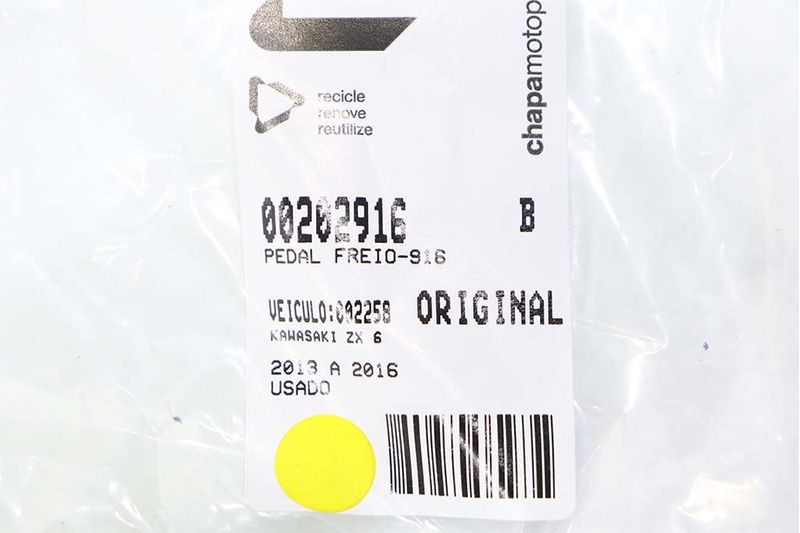 recicle
renove
reutilize
chapamotop
00202916
B
PEDAL FREIO-916
VEICULO:002258
ORIGINAL
KAWASAKI ZX 6
2013 A 2016
USADO